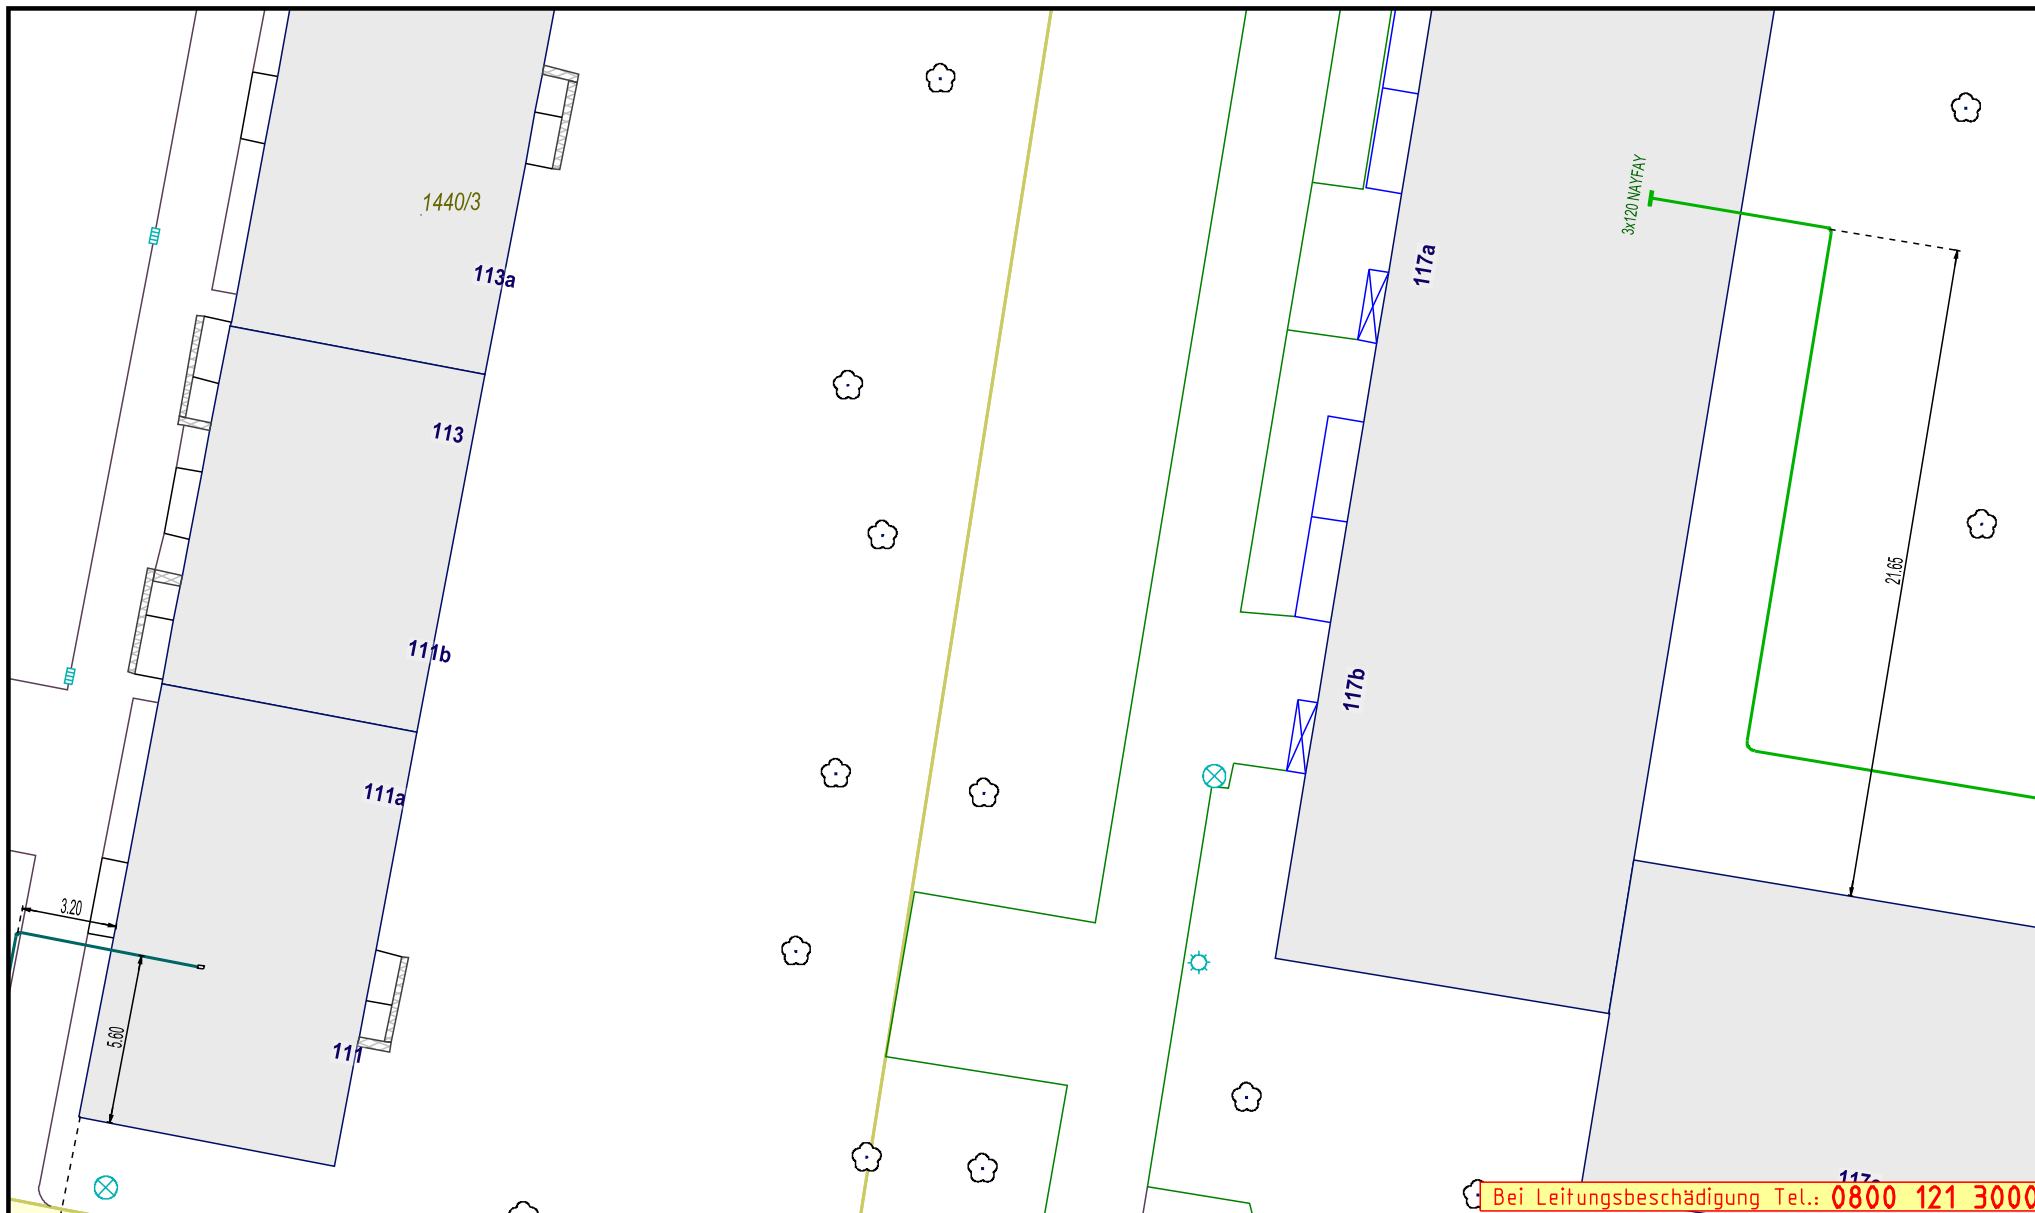 3x120 NAYFAY
1440/3
113a
117a
113
21.65
111b
117b
111a
3.20
5.60
111
Bei Leitungsbeschädigung Tel.: 0800 121 3000